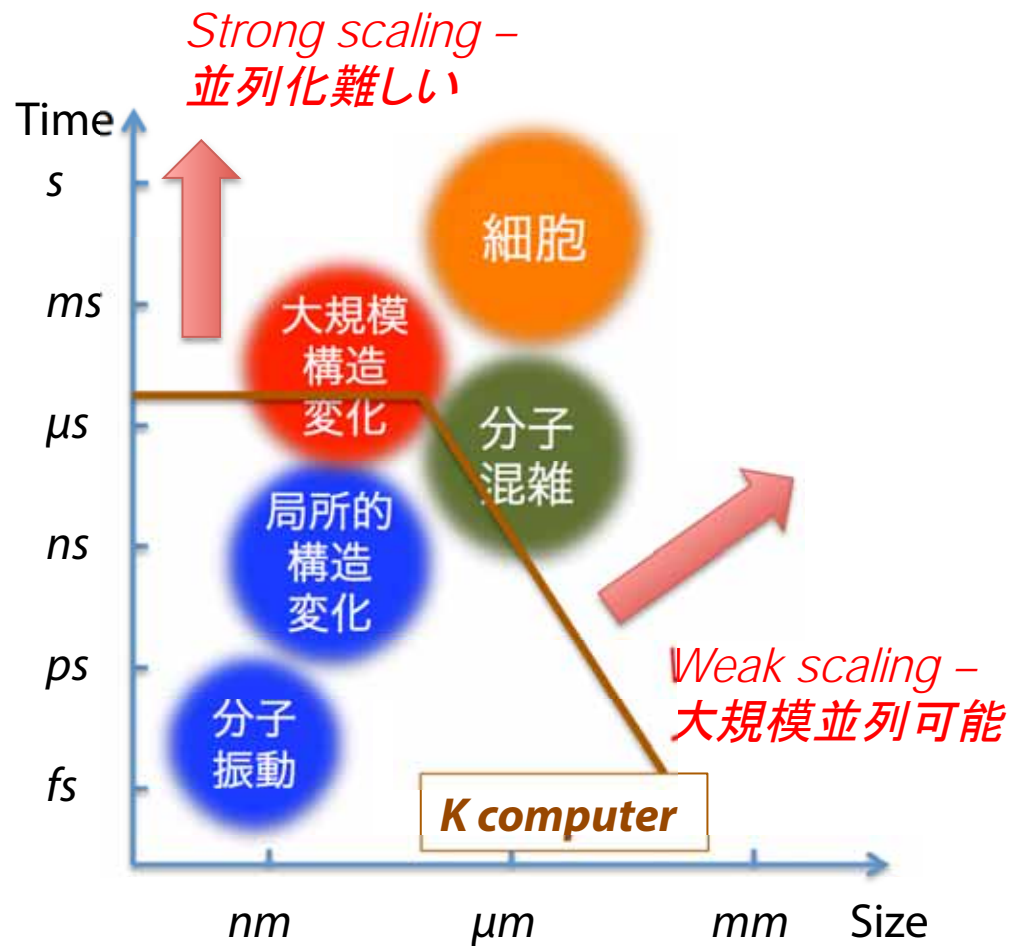 Strong scaling –
並列化難しい
Time
s
ms
μs
ns
ps
fs
細胞
大規模
構造
変化
分子
混雑
局所的
構造
変化
分子
振動
Weak scaling –
大規模並列可能
K computer
nm
μm
mm
Size